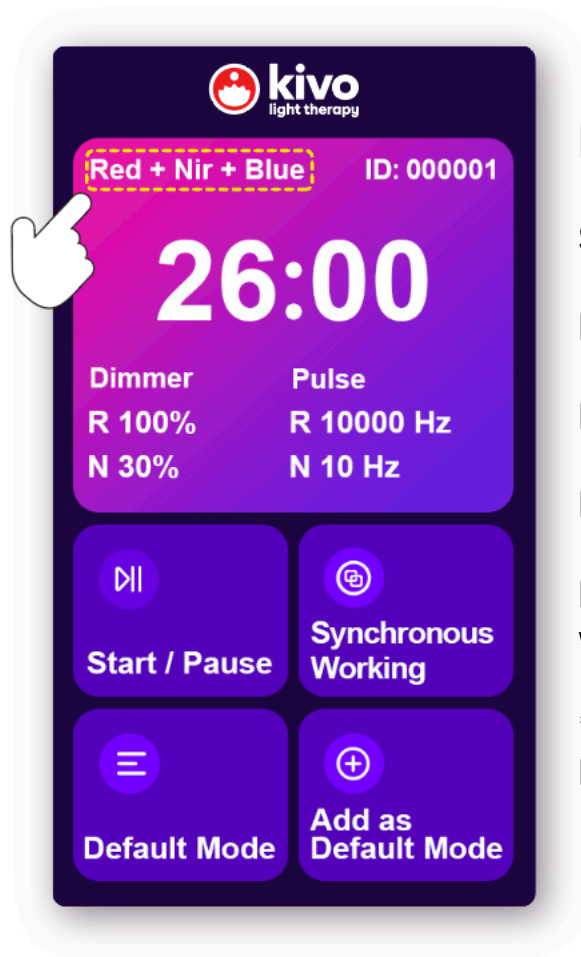 kivo
light therapy
Red + Nir + Blue ID: 000001
26:00
Dimmer Pulse
R 100% R 10000 Hz
N 30% N 10 Hz
Start / Pause
Synchronous
Working
Default Mode
Add as
Default Mode